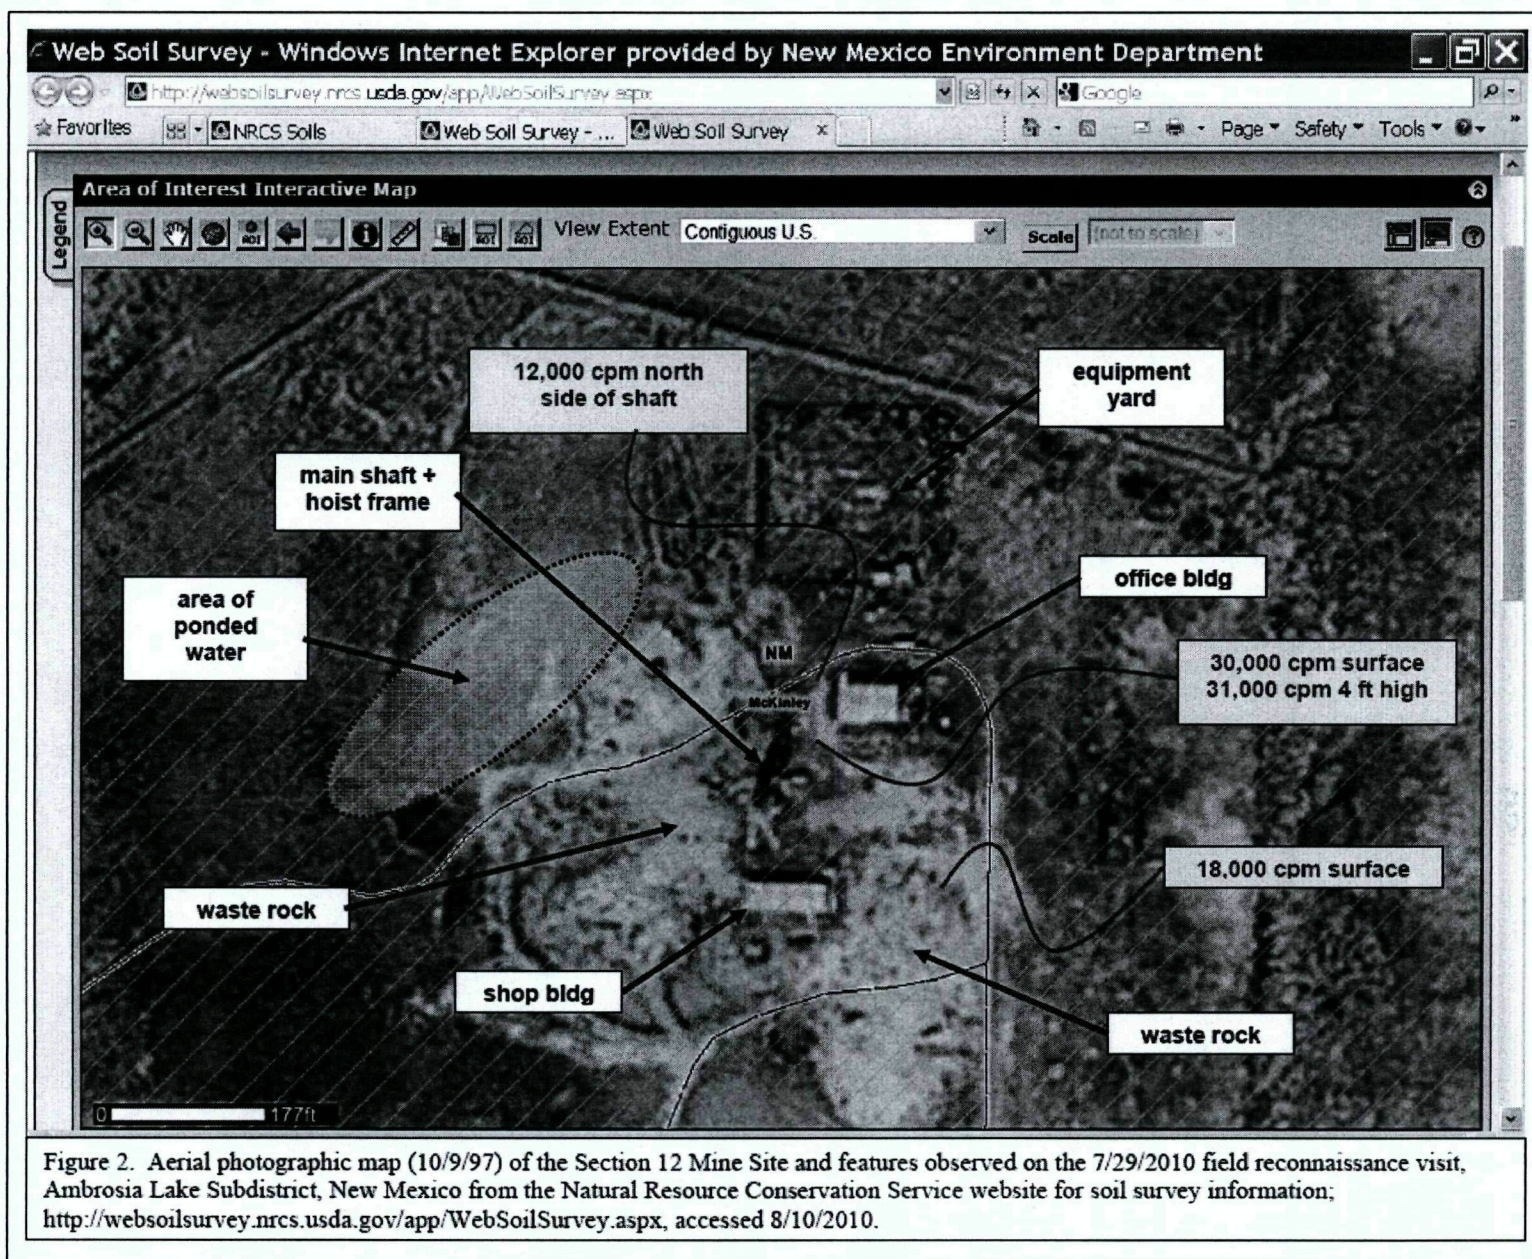 Web Soil Survey - Windows Internet Explorer provided by New Mexico Environment Department
http://websoilsurvey.nrcs.usda.gov/app/WebSoilSurvey.aspx
Google
Favorites
NRCS Soils
Web Soil Survey - ...
Web Soil Survey
x
Page
Safety
Tools
Legend
Area of Interest Interactive Map
AOI
AOI
AOI
View Extent
Contiguous U.S.
Scale
(not to scale)
12,000 cpm north
side of shaft
equipment
yard
main shaft +
hoist frame
office bldg
area of
ponded
water
NM
McKinley
30,000 cpm surface
31,000 cpm 4 ft high
18,000 cpm surface
waste rock
shop bldg
waste rock
0
177ft
Figure 2. Aerial photographic map (10/9/97) of the Section 12 Mine Site and features observed on the 7/29/2010 field reconnaissance visit,
Ambrosia Lake Subdistrict, New Mexico from the Natural Resource Conservation Service website for soil survey information;
http://websoilsurvey.nrcs.usda.gov/app/WebSoilSurvey.aspx, accessed 8/10/2010.